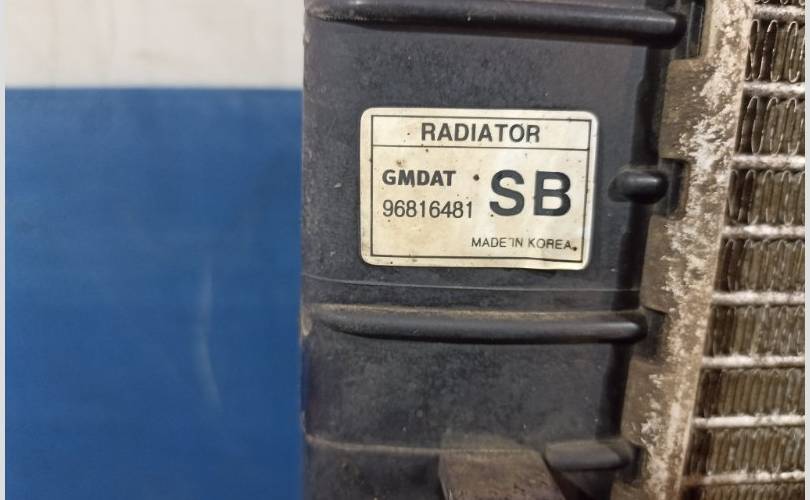 RADIATOR
GMDAT
96816481 SB
MADE IN KOREA